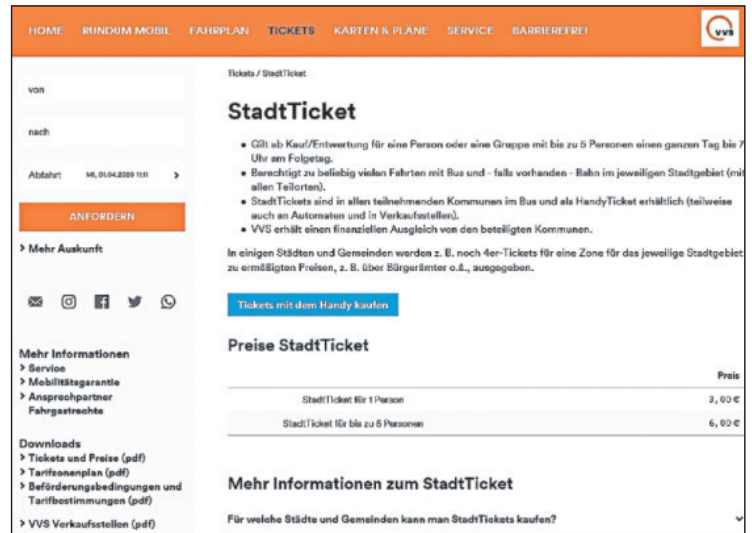 HOME RUNDUM MOBIL FAHRPLAN TICKETS KARTEN & PLÄNE SERVICE BARRIEREFREI
VVS
von
nach
Abfahrt MI, 01.04.2020 11:11
ANFORDERN
> Mehr Auskunft
Mehr Informationen
> Service
> Mobilitätsgarantie
> Ansprechpartner
Fahrgastrechte
Downloads
> Tickets und Preise (pdf)
> Tarifzonenplan (pdf)
> Beförderungsbedingungen und
Tarifbestimmungen (pdf)
> VVS Verkaufsstellen (pdf)
Tickets / StadtTicket
StadtTicket
• Gilt ab Kauf/Entwertung für eine Person oder eine Gruppe mit bis zu 5 Personen einen ganzen Tag bis 7
Uhr am Folgetag.
• Berechtigt zu beliebig vielen Fahrten mit Bus und - falls vorhanden - Bahn im jeweiligen Stadtgebiet (mit
allen Teilorten).
• StadtTickets sind in allen teilnehmenden Kommunen im Bus und als HandyTicket erhältlich (teilweise
auch an Automaten und in Verkaufsstellen).
• VVS erhält einen finanziellen Ausgleich von den beteiligten Kommunen.
In einigen Städten und Gemeinden werden z. B. noch 4er-Tickets für eine Zone für das jeweilige Stadtgebiet
zu ermäßigten Preisen, z. B. über Bürgerämter o.ä., ausgegeben.
Tickets mit dem Handy kaufen
Preise StadtTicket
Preis
StadtTicket für 1 Person 3,00 €
StadtTicket für bis zu 5 Personen 6,00 €
Mehr Informationen zum StadtTicket
Für welche Städte und Gemeinden kann man StadtTickets kaufen?